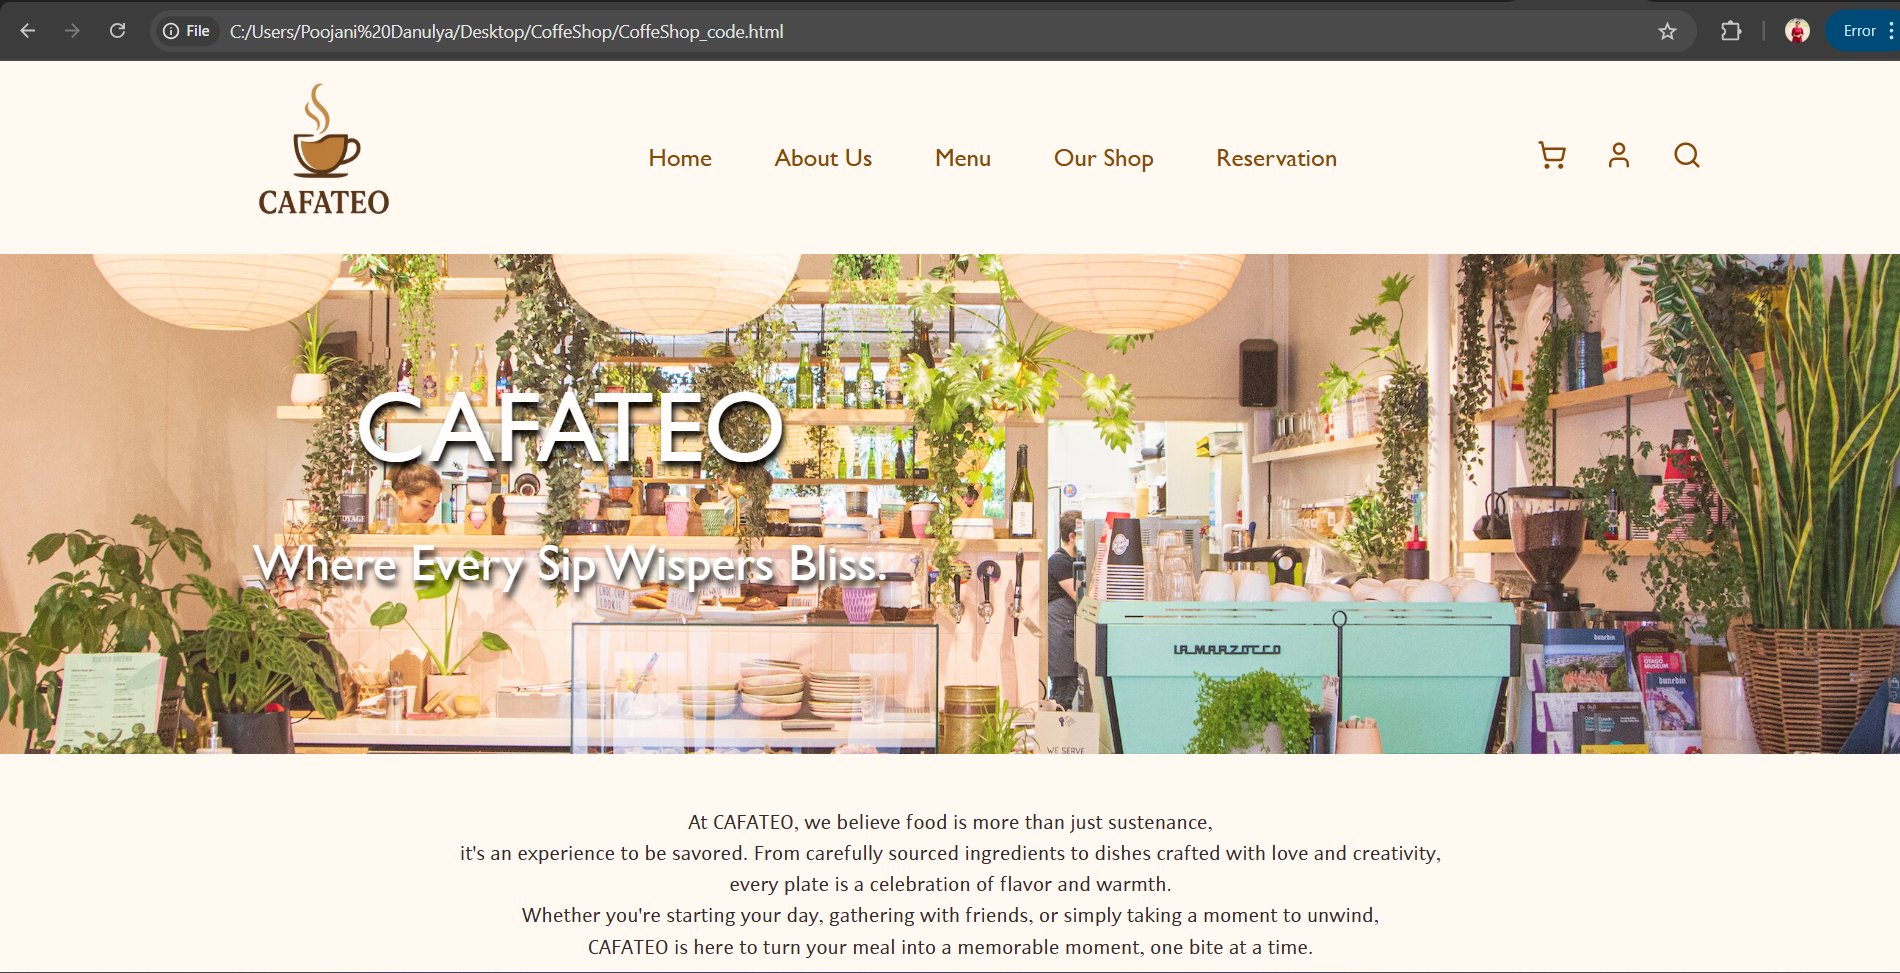 File C:/Users/Poojani%20Danulya/Desktop/CoffeShop/CoffeShop_code.html Error
CAFATEO
Home About Us Menu Our Shop Reservation
CAFATEO
Where Every Sip Wispers Bliss.
LA MARZOCCO
dunedin
OTAGO
MUSEUM
dunedin
WE SERVE
At CAFATEO, we believe food is more than just sustenance,
it's an experience to be savored. From carefully sourced ingredients to dishes crafted with love and creativity,
every plate is a celebration of flavor and warmth.
Whether you're starting your day, gathering with friends, or simply taking a moment to unwind,
CAFATEO is here to turn your meal into a memorable moment, one bite at a time.